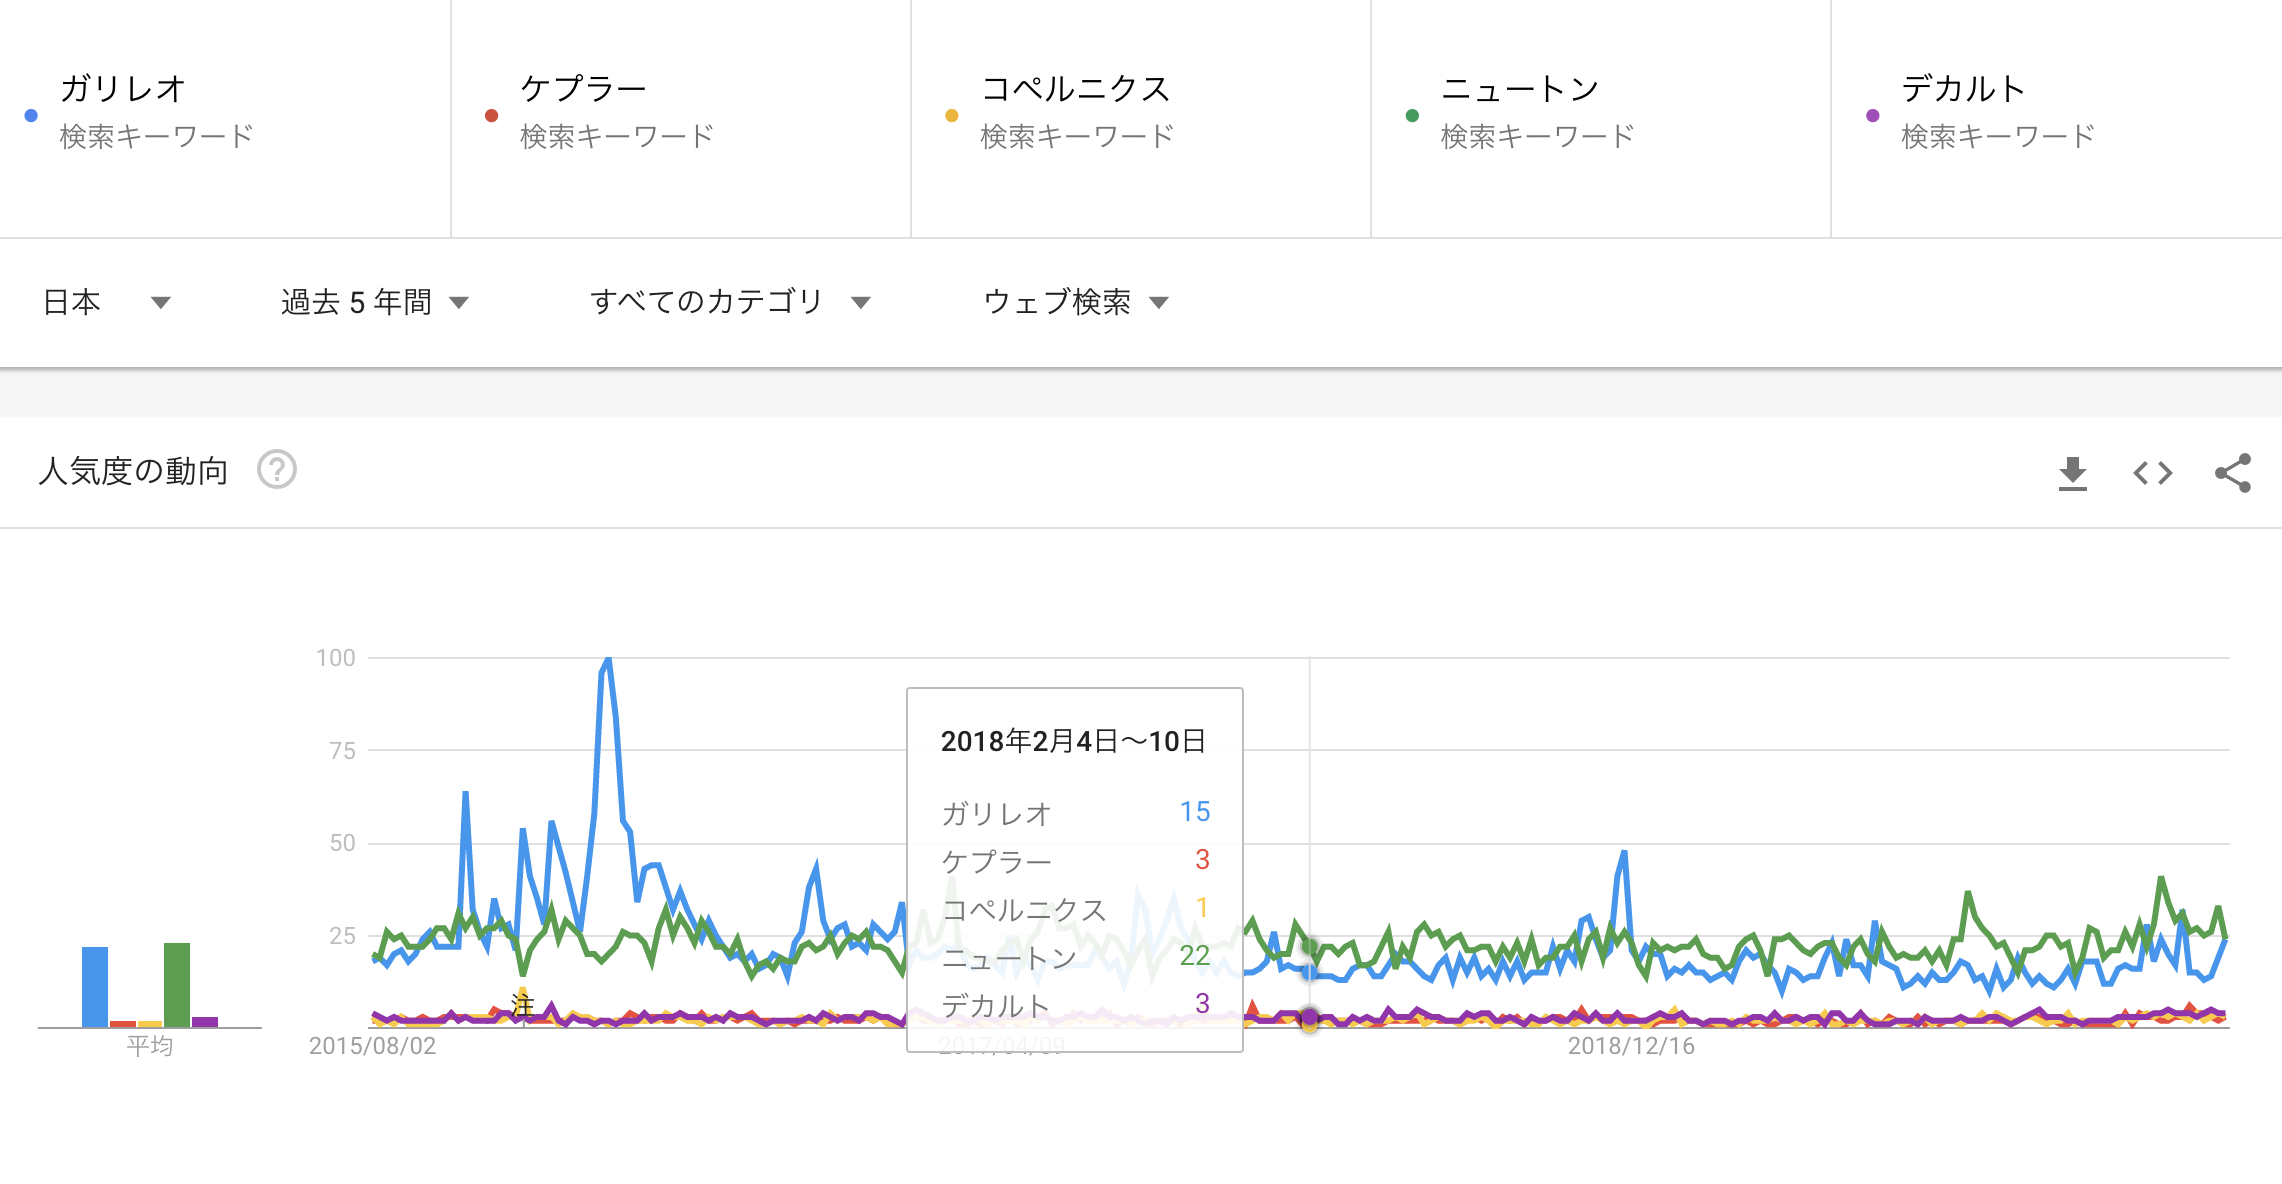 ガリレオ
検索キーワード
ケプラー
検索キーワード
コペルニクス
検索キーワード
ニュートン
検索キーワード
デカルト
検索キーワード
日本
過去 5 年間
すべてのカテゴリ
ウェブ検索
人気度の動向
?
100
75
50
25
2018年2月4日～10日
ガリレオ 15
ケプラー 3
コペルニクス 1
ニュートン 22
デカルト 3
注
平均
2015/08/02
2017/04/09
2018/12/16